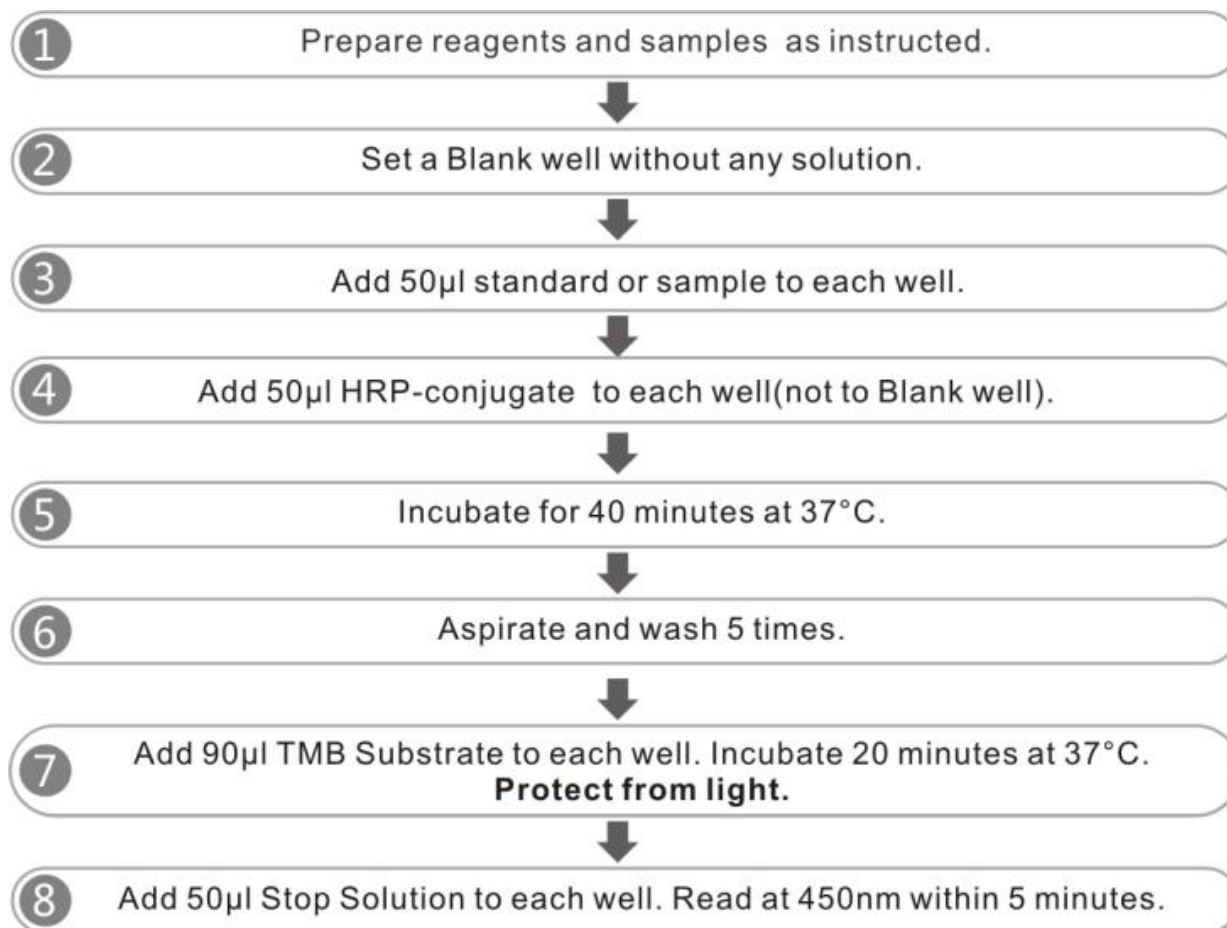 1 Prepare reagents and samples as instructed.
2 Set a Blank well without any solution.
3 Add 50µl standard or sample to each well.
4 Add 50µl HRP-conjugate to each well(not to Blank well).
5 Incubate for 40 minutes at 37°C.
6 Aspirate and wash 5 times.
7 Add 90µl TMB Substrate to each well. Incubate 20 minutes at 37°C.
Protect from light.
8 Add 50µl Stop Solution to each well. Read at 450nm within 5 minutes.